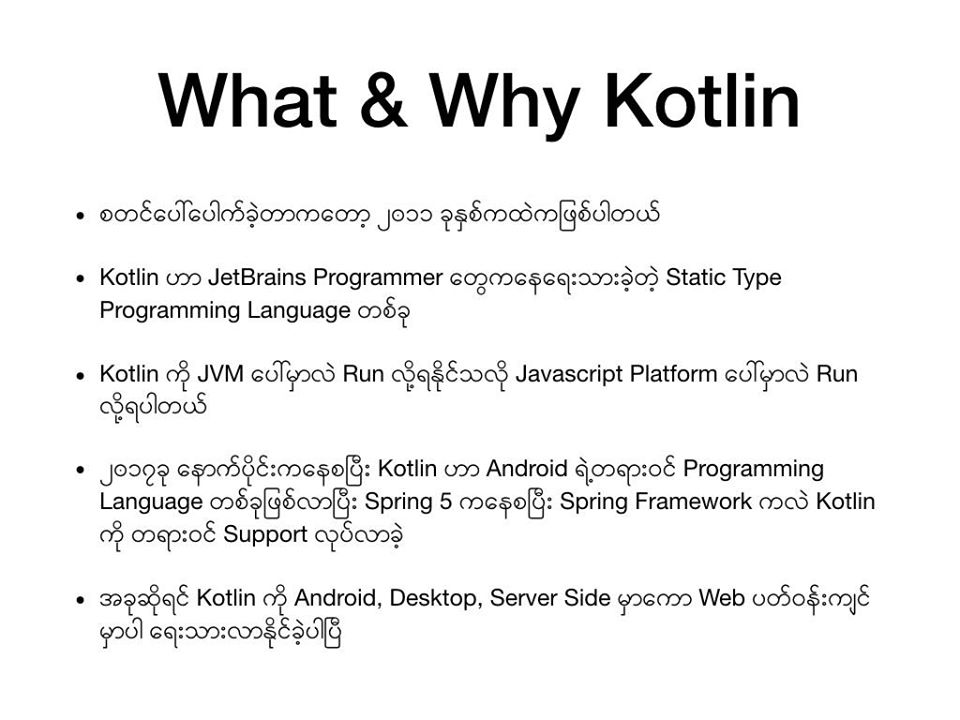 What & Why Kotlin
• စတင်ပေါ်ပေါက်ခဲ့တာကတော့ ၂၀၁၁ ခုနှစ်ကထဲကဖြစ်ပါတယ်
• Kotlin ဟာ JetBrains Programmer တွေကနေရေးသားခဲ့တဲ့ Static Type
Programming Language တစ်ခု
• Kotlin ကို JVM ပေါ်မှာလဲ Run လို့ရနိုင်သလို Javascript Platform ပေါ်မှာလဲ Run
လို့ရပါတယ်
• ၂၀၁၇ခု နောက်ပိုင်းကနေစပြီး Kotlin ဟာ Android ရဲ့တရားဝင် Programming
Language တစ်ခုဖြစ်လာပြီး Spring 5 ကနေစပြီး Spring Framework ကလဲ Kotlin
ကို တရားဝင် Support လုပ်လာခဲ့
• အခုဆိုရင် Kotlin ကို Android, Desktop, Server Side မှာကော Web ပတ်ဝန်းကျင်
မှာပါ ရေးသားလာနိုင်ခဲ့ပါပြီ